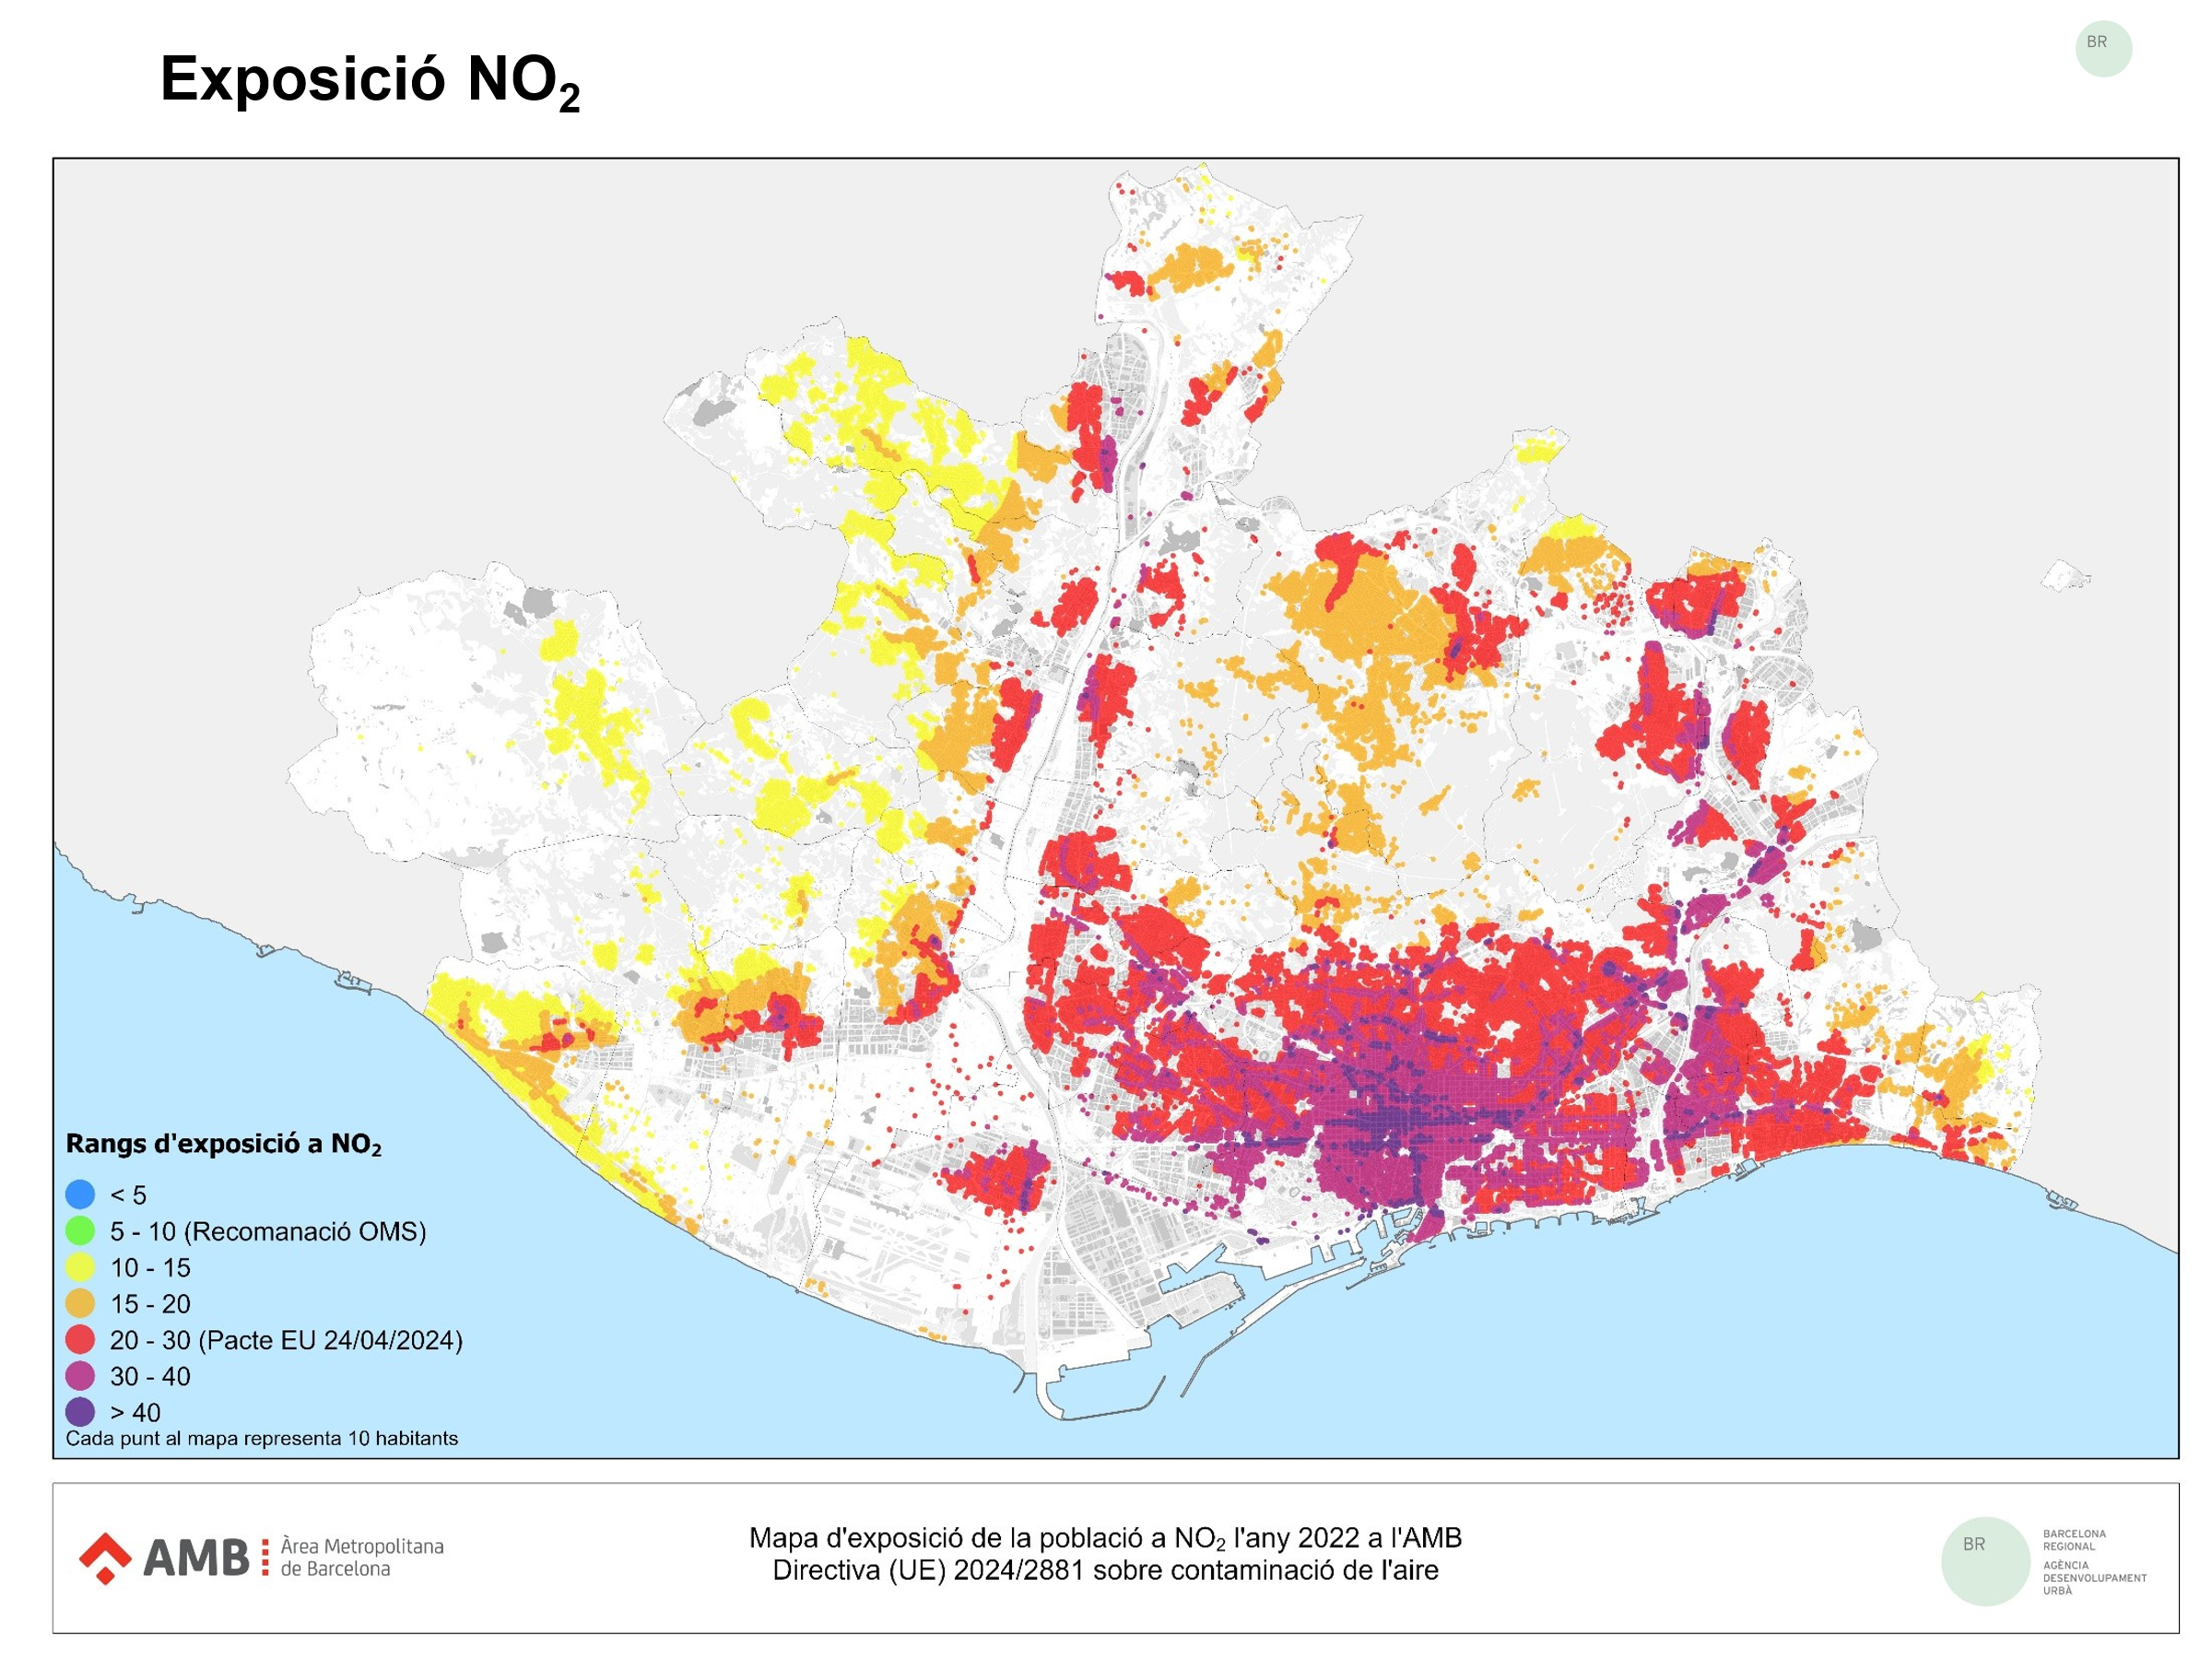 BR
Exposició NO₂
Rangs d'exposició a NO₂
< 5
5 - 10 (Recomanació OMS)
10 - 15
15 - 20
20 - 30 (Pacte EU 24/04/2024)
30 - 40
> 40
Cada punt al mapa representa 10 habitants
AMB
Àrea Metropolitana
de Barcelona
Mapa d'exposició de la població a NO₂ l'any 2022 a l'AMB
Directiva (UE) 2024/2881 sobre contaminació de l'aire
BR
BARCELONA
REGIONAL
AGÈNCIA
DESENVOLUPAMENT
URBÀ